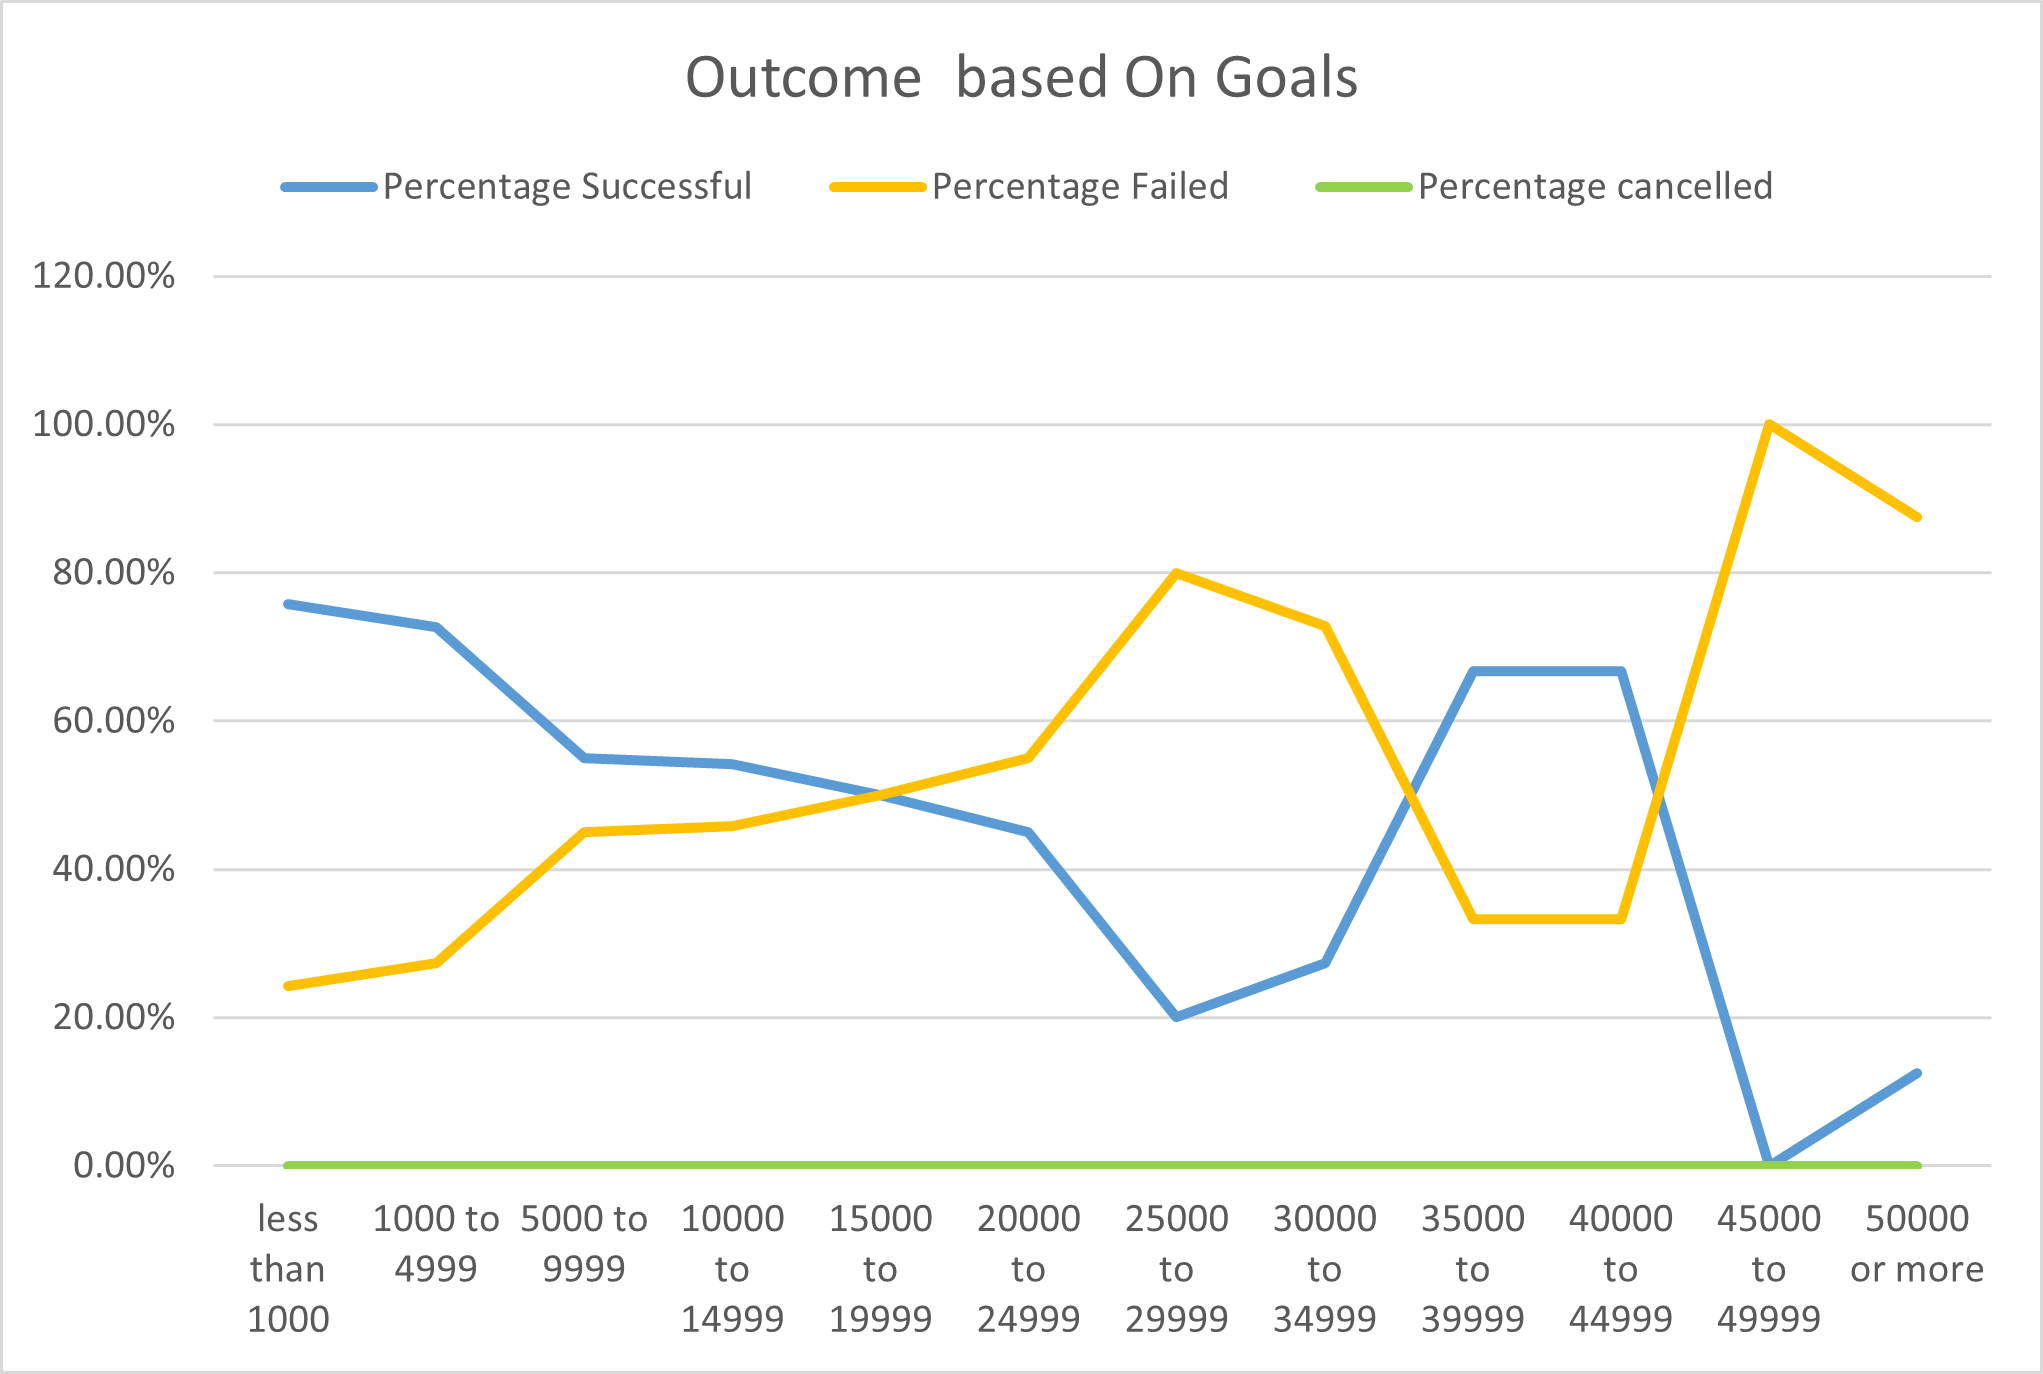 Outcome  based On Goals
Percentage Successful Percentage Failed Percentage cancelled
120.00%
100.00%
80.00%
60.00%
40.00%
20.00%
0.00%
less than 1000
1000 to 4999
5000 to 9999
10000 to 14999
15000 to 19999
20000 to 24999
25000 to 29999
30000 to 34999
35000 to 39999
40000 to 44999
45000 to 49999
50000 or more